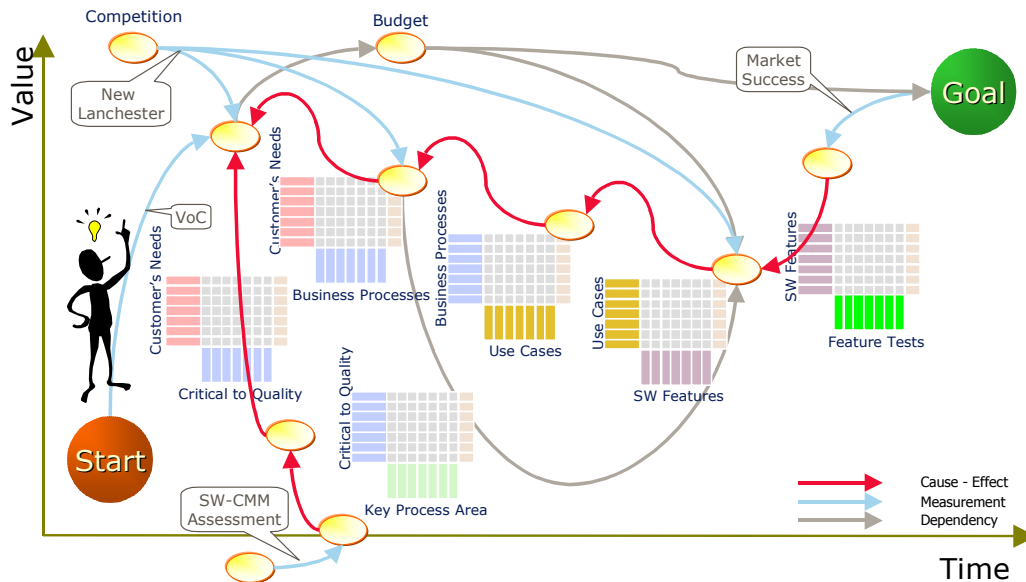 Competition
Budget
Market
Success
New
Lanchester
Goal
Value
Customer's Needs
VoC
Customer's Needs
Business Processes
Business Processes
SW Features
Use Cases
Use Cases
Feature Tests
SW Features
Critical to Quality
Critical to Quality
Start
Key Process Area
SW-CMM
Assessment
Cause - Effect
Measurement
Dependency
Time